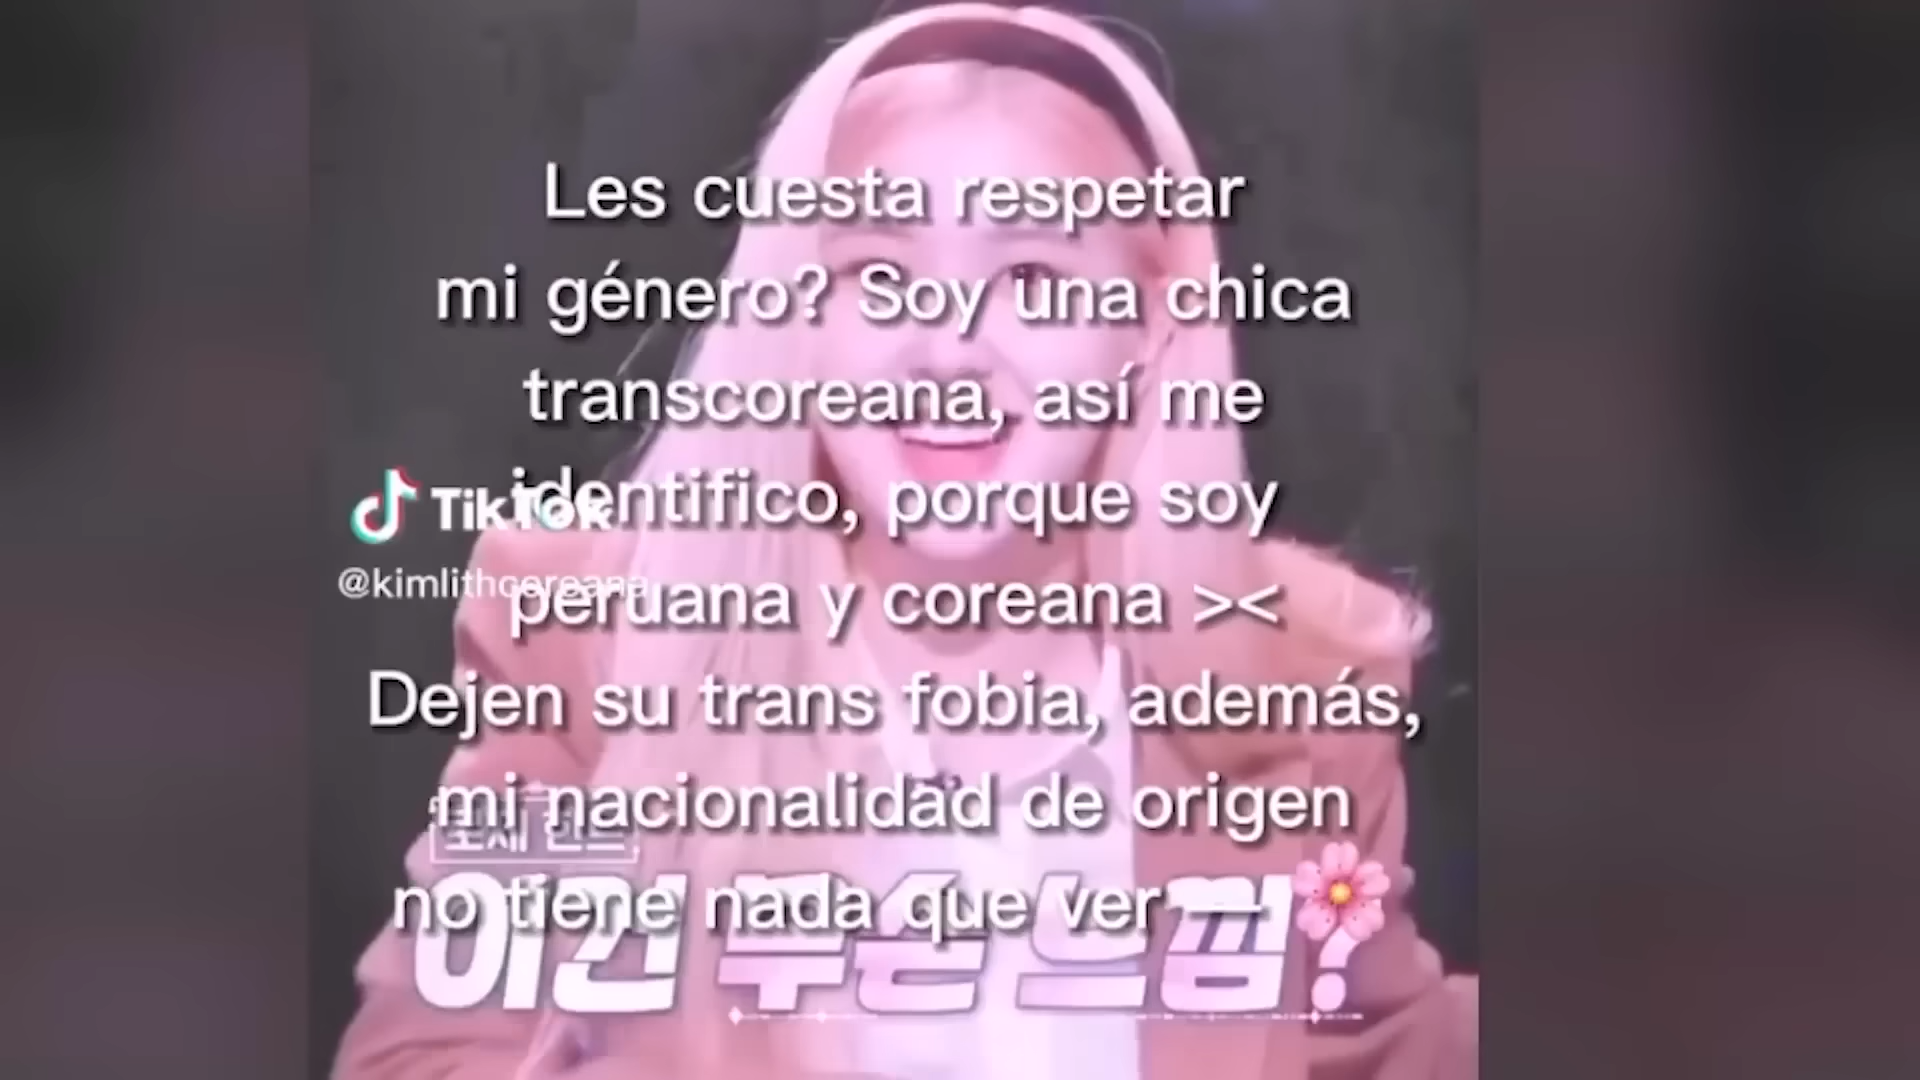 Les cuesta respetar
mi género? Soy una chica
transcoreana, así me
identifico, porque soy
peruana y coreana ><
Dejen su trans fobia, además,
mi nacionalidad de origen
no tiene nada que ver 🌸
TikTok
@kimlithcoreana
이건 무슨 느낌?